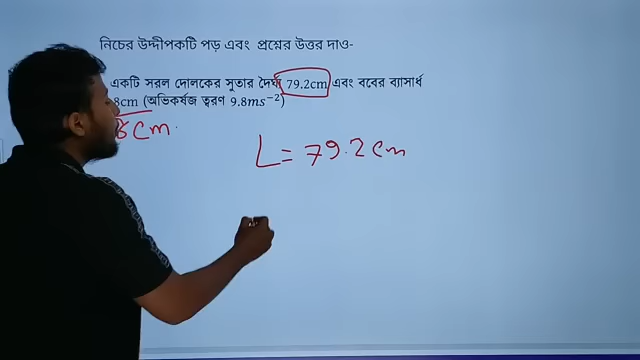 নিচের উদ্দীপকটি পড় এবং প্রশ্নের উত্তর দাও-
একটি সরল দোলকের সুতার দৈর্ঘ্য 79.2cm এবং ববের ব্যাসার্ধ
8cm (অভিকর্ষজ ত্বরণ 9.8ms⁻²)
8cm.
L = 79.2 cm